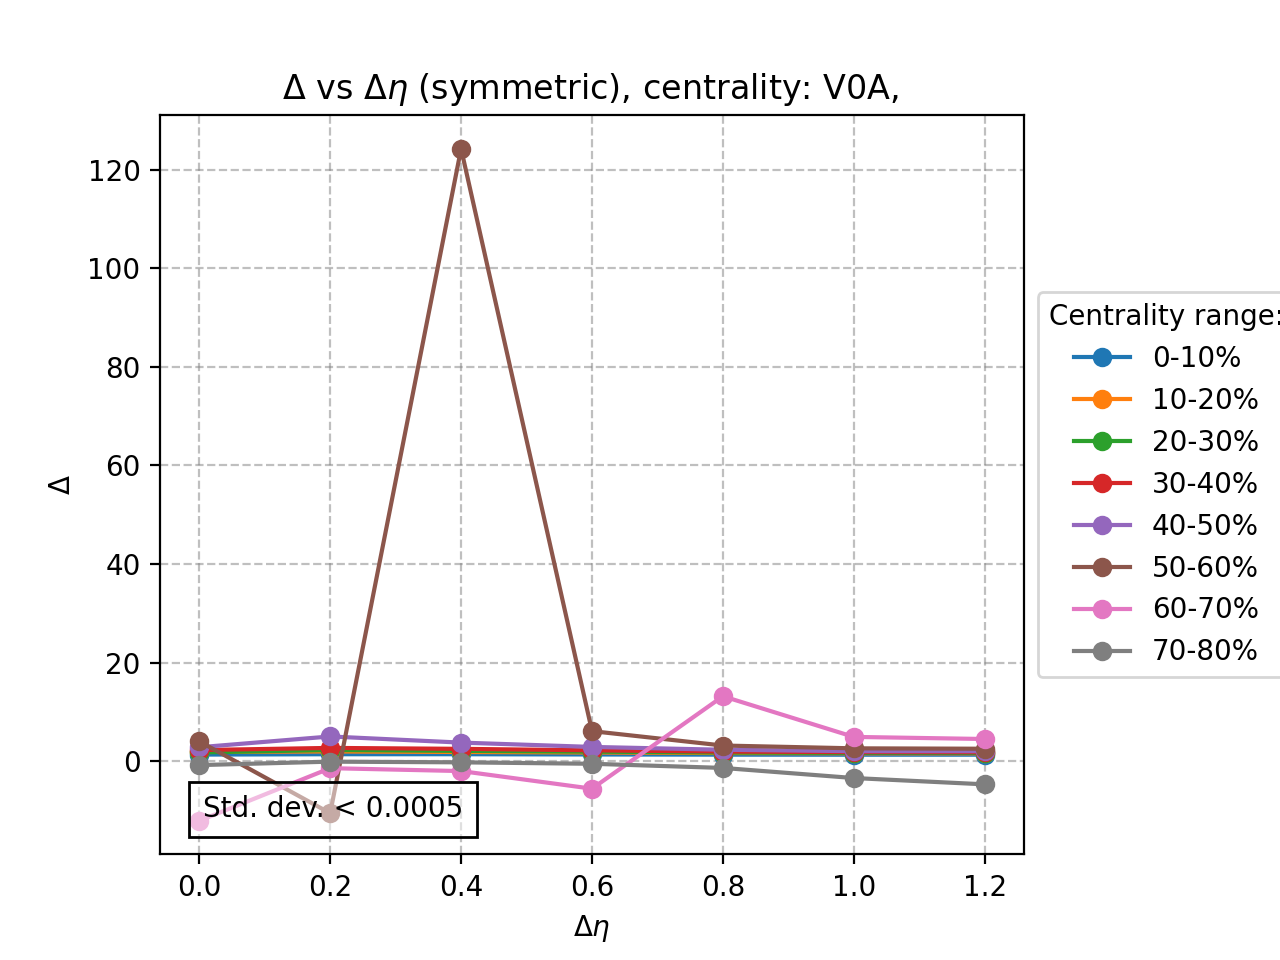 Δ vs Δη (symmetric), centrality: V0A,
120
100
80
60
40
20
0
Δ
Std. dev. < 0.0005
0.0 0.2 0.4 0.6 0.8 1.0 1.2
Δη
Centrality range:
0-10%
10-20%
20-30%
30-40%
40-50%
50-60%
60-70%
70-80%